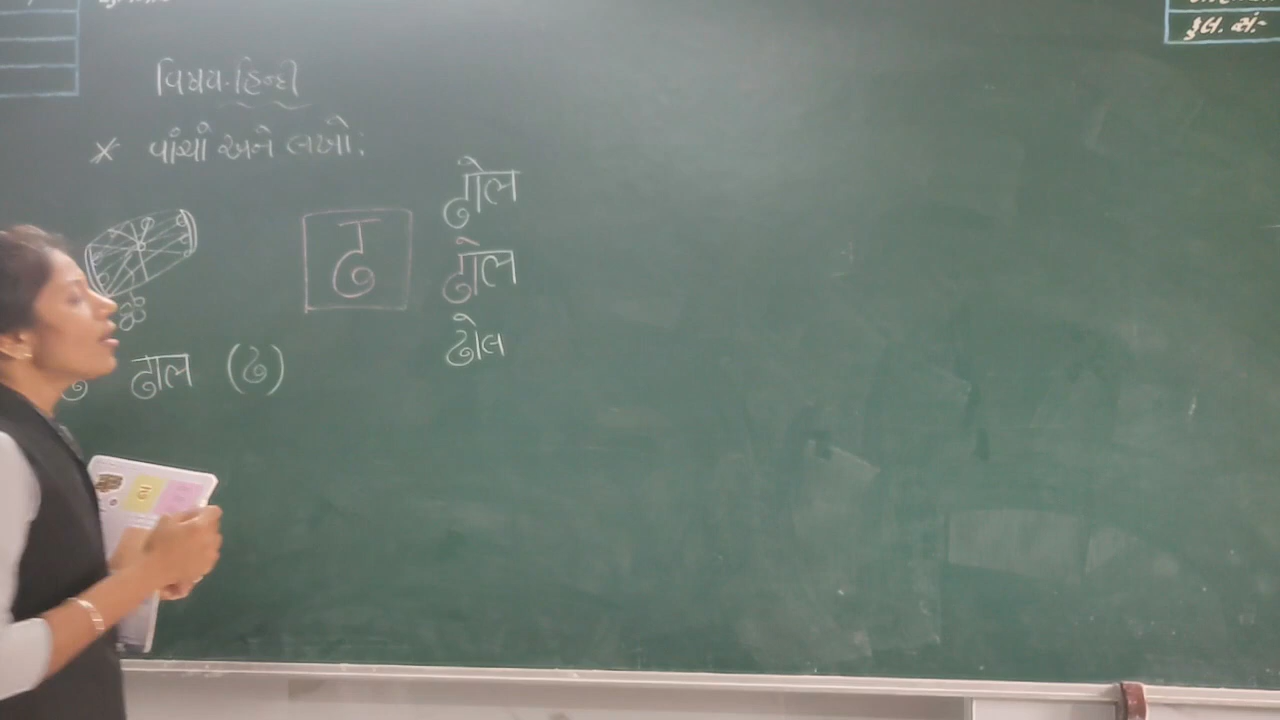 કુલ. સં:-
વિષય-હિન્દી
* વાંચો અને લખો:
ढोल
ढ
ढोल
ઢોલ
ढाल (ઢ)